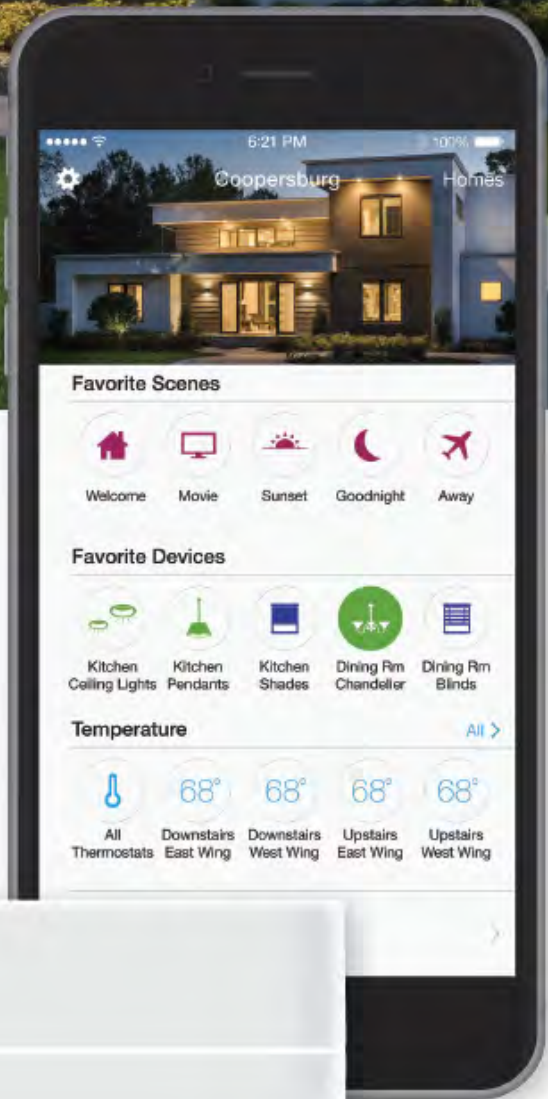 6:21 PM
100%
Coopersburg
Homes
Favorite Scenes
Welcome Movie Sunset Goodnight Away
Favorite Devices
Kitchen Kitchen Kitchen Dining Rm Dining Rm
Ceiling Lights Pendants Shades Chandelier Blinds
Temperature All >
68° 68° 68° 68°
All Downstairs Downstairs Upstairs Upstairs
Thermostats East Wing West Wing East Wing West Wing